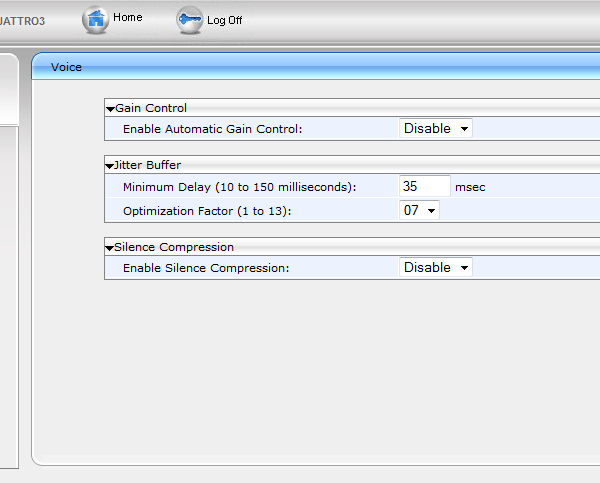 UATTRO3 Home Log Off
Voice
Gain Control
Enable Automatic Gain Control: Disable
Jitter Buffer
Minimum Delay (10 to 150 milliseconds): 35 msec
Optimization Factor (1 to 13): 07
Silence Compression
Enable Silence Compression: Disable